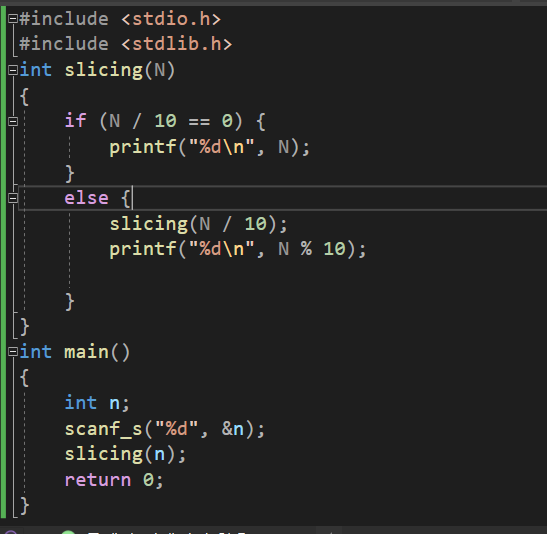 #include <stdio.h>
#include <stdlib.h>
int slicing(N)
{
    if (N / 10 == 0) {
        printf("%d\n", N);
    }
    else {
        slicing(N / 10);
        printf("%d\n", N % 10);

    }
}
int main()
{
    int n;
    scanf_s("%d", &n);
    slicing(n);
    return 0;
}